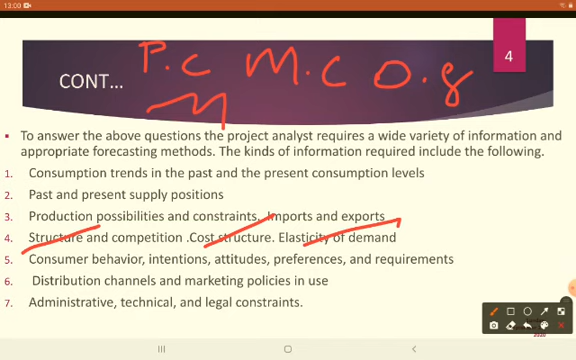 13:00
4
P.C M.C O.S
CONT...
▪ To answer the above questions the project analyst requires a wide variety of information and
appropriate forecasting methods. The kinds of information required include the following.
1. Consumption trends in the past and the present consumption levels
2. Past and present supply positions
3. Production possibilities and constraints, Imports and exports
4. Structure and competition .Cost structure. Elasticity of demand
5. Consumer behavior, intentions, attitudes, preferences, and requirements
6. Distribution channels and marketing policies in use
7. Administrative, technical, and legal constraints.
2020